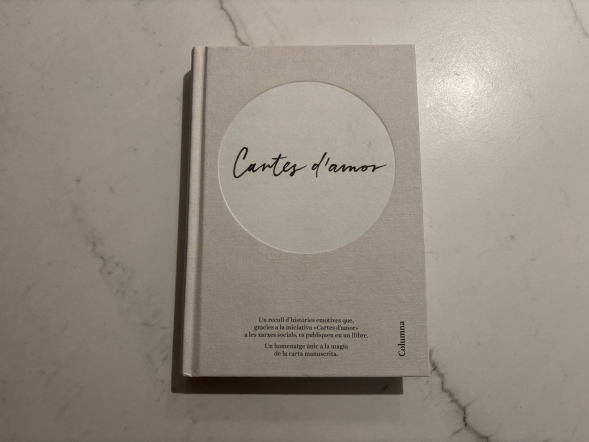 Cartes d'amor
Un recull d'històries emotives que,
gràcies a la iniciativa «Cartes d'amor»
a les xarxes socials, es publiquen en un llibre.
Un homenatge únic a la màgia
de la carta manuscrita.
Columna